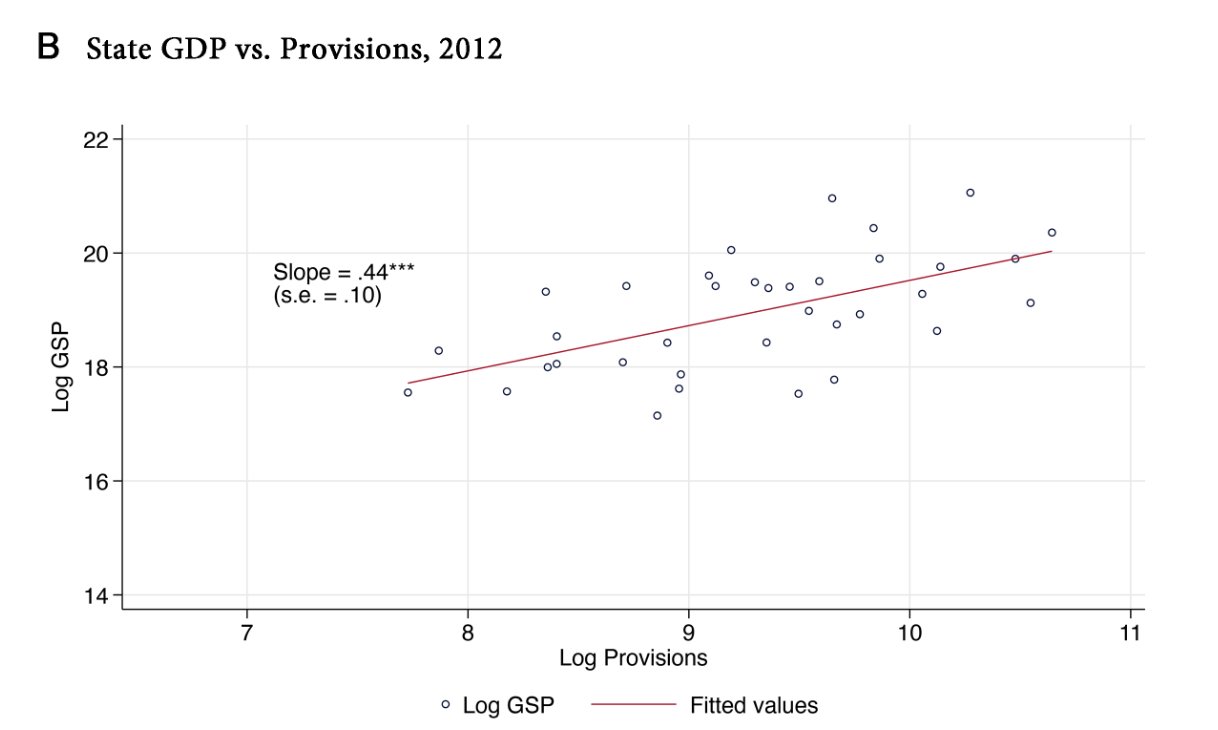 B State GDP vs. Provisions, 2012
22
20
18
16
14
Log GSP
Slope = .44***
(s.e. = .10)
7 8 9 10 11
Log Provisions
Log GSP Fitted values